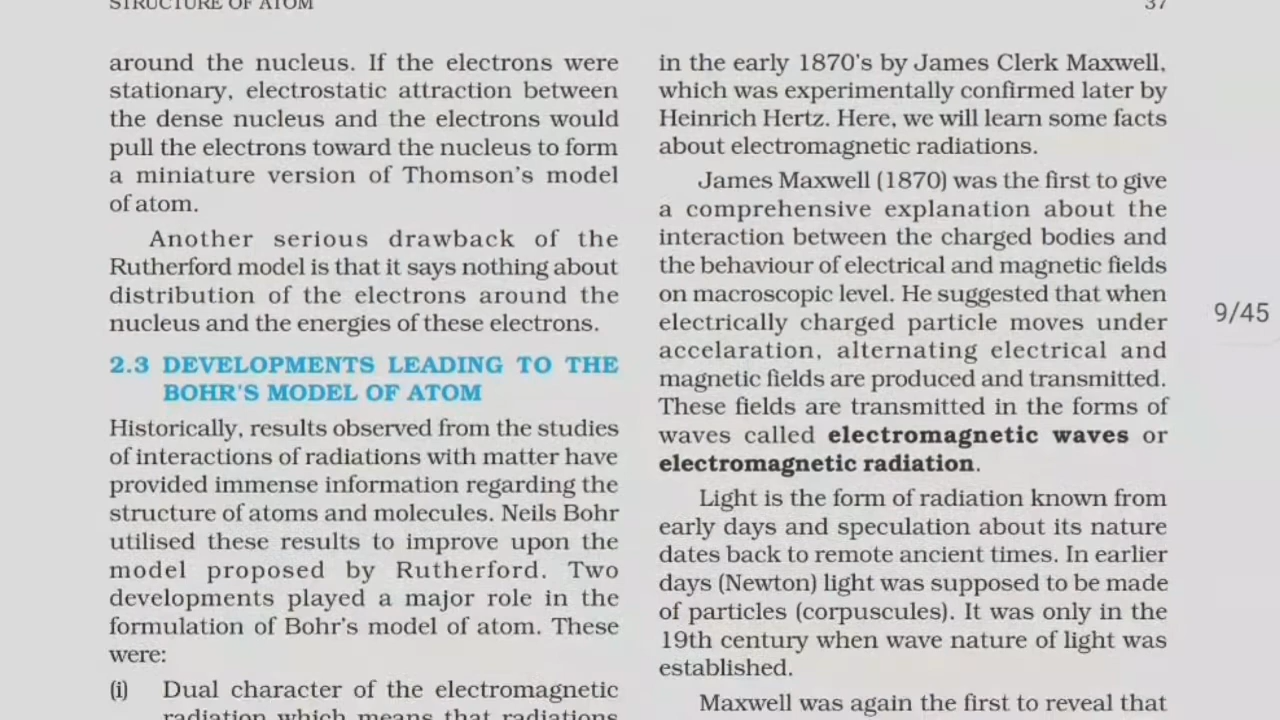 STRUCTURE OF ATOM
37
around the nucleus. If the electrons were
stationary, electrostatic attraction between
the dense nucleus and the electrons would
pull the electrons toward the nucleus to form
a miniature version of Thomson's model
of atom.
Another serious drawback of the
Rutherford model is that it says nothing about
distribution of the electrons around the
nucleus and the energies of these electrons.
2.3 DEVELOPMENTS LEADING TO THE
BOHR'S MODEL OF ATOM
Historically, results observed from the studies
of interactions of radiations with matter have
provided immense information regarding the
structure of atoms and molecules. Neils Bohr
utilised these results to improve upon the
model proposed by Rutherford. Two
developments played a major role in the
formulation of Bohr's model of atom. These
were:
(i) Dual character of the electromagnetic
radiation which means that radiations
in the early 1870's by James Clerk Maxwell,
which was experimentally confirmed later by
Heinrich Hertz. Here, we will learn some facts
about electromagnetic radiations.
James Maxwell (1870) was the first to give
a comprehensive explanation about the
interaction between the charged bodies and
the behaviour of electrical and magnetic fields
on macroscopic level. He suggested that when
electrically charged particle moves under
accelaration, alternating electrical and
magnetic fields are produced and transmitted.
These fields are transmitted in the forms of
waves called electromagnetic waves or
electromagnetic radiation.
Light is the form of radiation known from
early days and speculation about its nature
dates back to remote ancient times. In earlier
days (Newton) light was supposed to be made
of particles (corpuscules). It was only in the
19th century when wave nature of light was
established.
Maxwell was again the first to reveal that
9/45